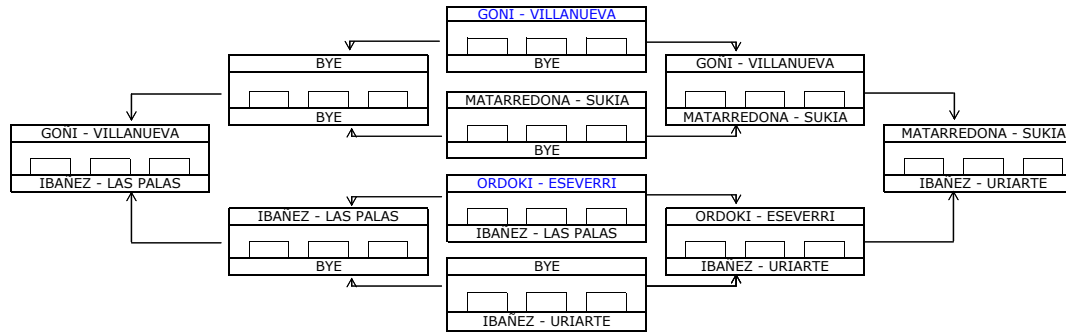 GOÑI - VILLANUEVA
BYE
BYE
BYE
GOÑI - VILLANUEVA
MATARREDONA - SUKIA
MATARREDONA - SUKIA
BYE
GOÑI - VILLANUEVA
IBAÑEZ - LAS PALAS
MATARREDONA - SUKIA
IBAÑEZ - URIARTE
ORDOKI - ESEVERRI
IBAÑEZ - LAS PALAS
IBAÑEZ - LAS PALAS
BYE
ORDOKI - ESEVERRI
IBAÑEZ - URIARTE
BYE
IBAÑEZ - URIARTE